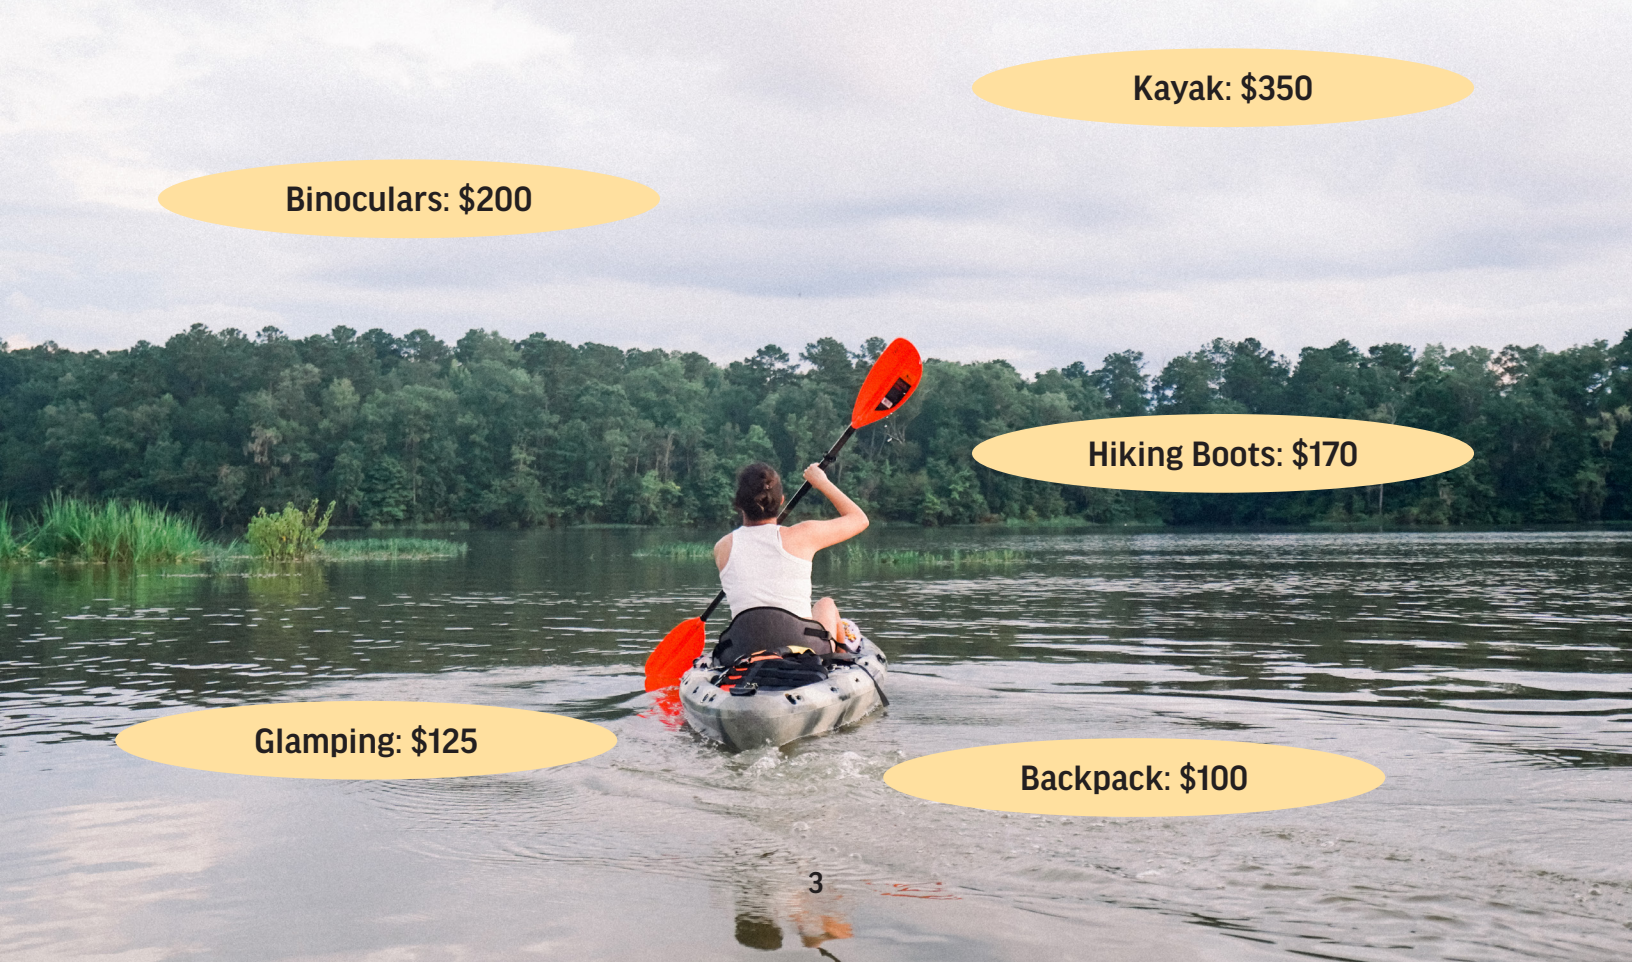 Kayak: $350
Binoculars: $200
Hiking Boots: $170
Glamping: $125
Backpack: $100
3